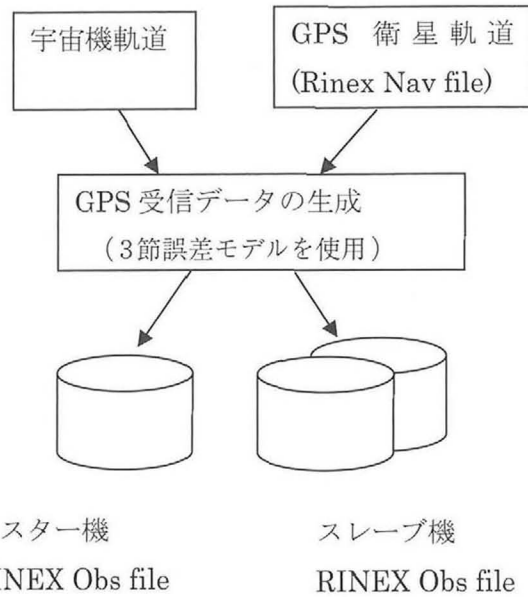 宇宙機軌道
GPS 衛星軌道
(Rinex Nav file)
GPS 受信データの生成
（3節誤差モデルを使用）
スター機
INEX Obs file
スレーブ機
RINEX Obs file